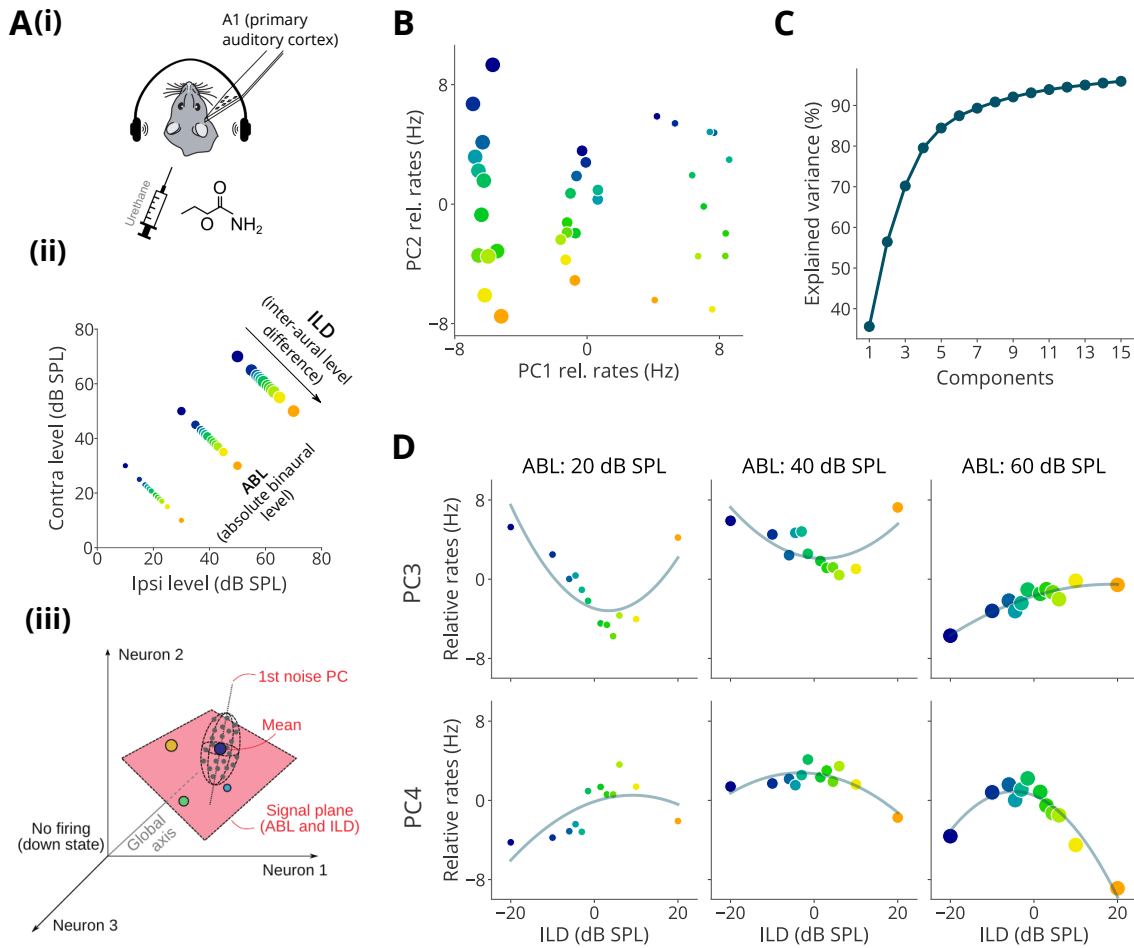 A(i)
A1 (primary
auditory cortex)
Urethane
O
O
NH2
(ii)
Contra level (dB SPL)
80
60
40
20
0
0
20
40
60
80
Ipsi level (dB SPL)
ILD
(inter-aural level
difference)
ABL
(absolute binaural
level)
(iii)
Neuron 2
1st noise PC
Mean
Signal plane
(ABL and ILD)
No firing
(down state)
Global
axis
Neuron 1
Neuron 3
B
PC2 rel. rates (Hz)
8
0
−8
−8
0
8
PC1 rel. rates (Hz)
C
Explained variance (%)
90
80
70
60
50
40
1
3
5
7
9
11
13
15
Components
D
ABL: 20 dB SPL
ABL: 40 dB SPL
ABL: 60 dB SPL
PC3
Relative rates (Hz)
8
0
−8
PC4
Relative rates (Hz)
8
0
−8
−20
0
20
ILD (dB SPL)
−20
0
20
ILD (dB SPL)
−20
0
20
ILD (dB SPL)